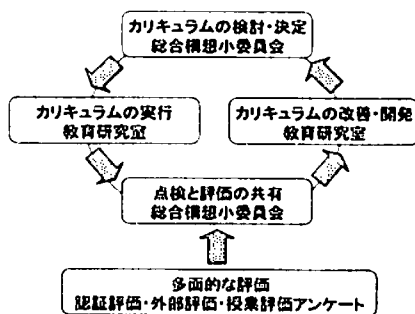 カリキュラムの検討・決定
総合構想小委員会
カリキュラムの実行
教育研究室
カリキュラムの改善・開発
教育研究室
点検と評価の共有
総合構想小委員会
多面的な評価
認証評価・外部評価・授業評価アンケート